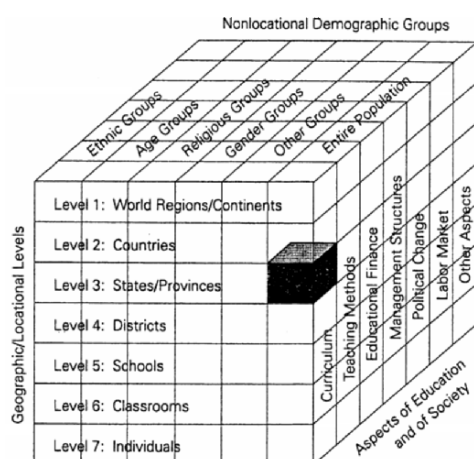 Nonlocational Demographic Groups
Ethnic Groups
Age Groups
Religious Groups
Gender Groups
Other Groups
Entire Population
Geographic/Locational Levels
Level 1: World Regions/Continents
Level 2: Countries
Level 3: States/Provinces
Level 4: Districts
Level 5: Schools
Level 6: Classrooms
Level 7: Individuals
Curriculum
Teaching Methods
Educational Finance
Management Structures
Political Change
Labor Market
Other Aspects
Aspects of Education
and of Society